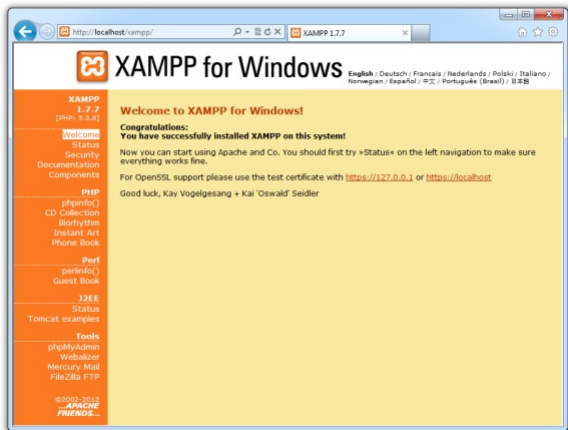 http://localhost/xampp/
XAMPP 1.7.7
XAMPP for Windows
English / Deutsch / Francais / Nederlands / Polski / Italiano /
Norwegian / Español / 中文 / Português (Brasil) / 日本語
XAMPP
1.7.7
[PHP: 5.3.8]
Welcome
Status
Security
Documentation
Components
PHP
phpinfo()
CD Collection
Biorhythm
Instant Art
Phone Book
Perl
perlinfo()
Guest Book
J2EE
Status
Tomcat examples
Tools
phpMyAdmin
Webalizer
Mercury Mail
FileZilla FTP
©2002-2012
...APACHE
FRIENDS...
Welcome to XAMPP for Windows!
Congratulations:
You have successfully installed XAMPP on this system!
Now you can start using Apache and Co. You should first try »Status« on the left navigation to make sure
everything works fine.
For OpenSSL support please use the test certificate with https://127.0.0.1 or https://localhost
Good luck, Kay Vogelgesang + Kai 'Oswald' Seidler